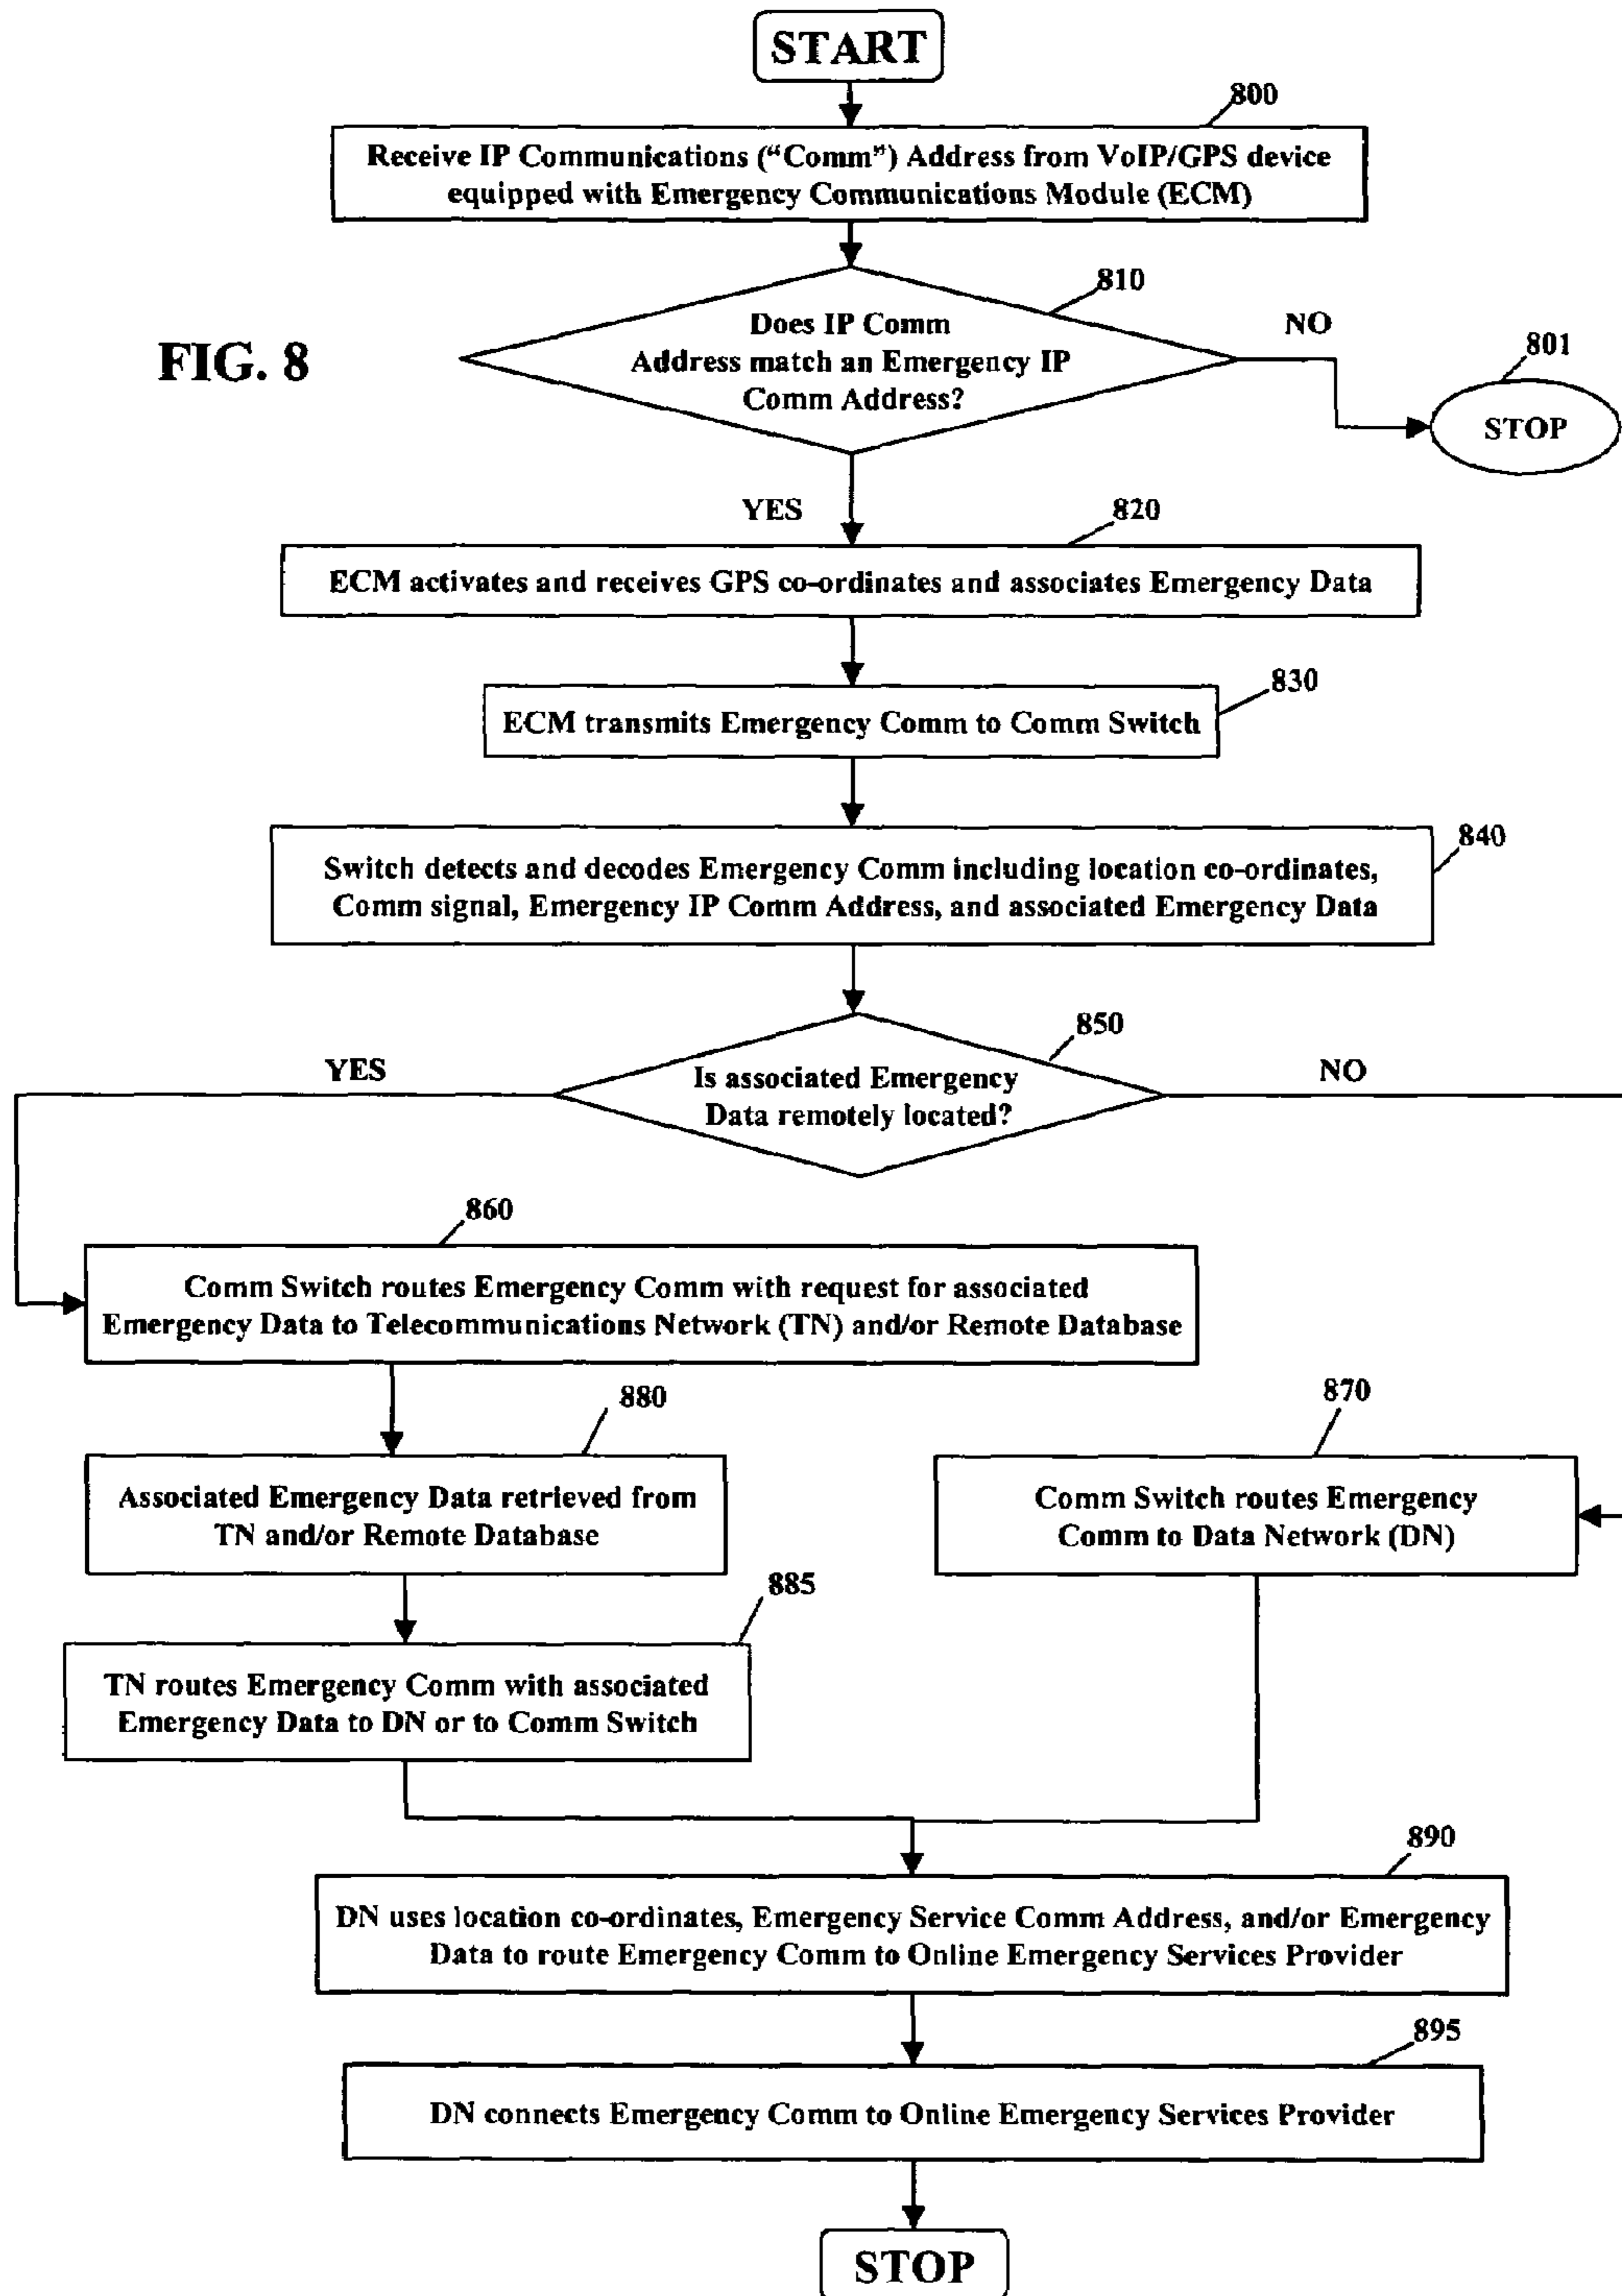 START
800
Receive IP Communications (“Comm”) Address from VoIP/GPS device
equipped with Emergency Communications Module (ECM)
810
FIG. 8
Does IP Comm
Address match an Emergency IP
Comm Address?
NO
801
STOP
YES
820
ECM activates and receives GPS co-ordinates and associates Emergency Data
830
ECM transmits Emergency Comm to Comm Switch
840
Switch detects and decodes Emergency Comm including location co-ordinates,
Comm signal, Emergency IP Comm Address, and associated Emergency Data
850
YES
Is associated Emergency
Data remotely located?
NO
860
Comm Switch routes Emergency Comm with request for associated
Emergency Data to Telecommunications Network (TN) and/or Remote Database
880
Associated Emergency Data retrieved from
TN and/or Remote Database
870
Comm Switch routes Emergency
Comm to Data Network (DN)
885
TN routes Emergency Comm with associated
Emergency Data to DN or to Comm Switch
890
DN uses location co-ordinates, Emergency Service Comm Address, and/or Emergency
Data to route Emergency Comm to Online Emergency Services Provider
895
DN connects Emergency Comm to Online Emergency Services Provider
STOP